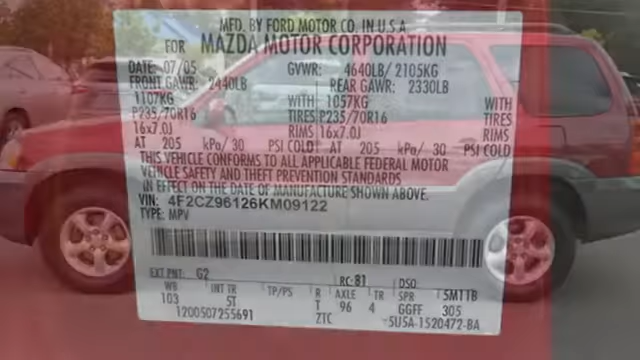 MFD. BY FORD MOTOR CO. IN U.S.A
FOR MAZDA MOTOR CORPORATION
DATE: 07/05 GVWR: 4640LB/ 2105KG
FRONT GAWR: 2440LB REAR GAWR: 2330LB
1107KG WITH 1057KG WITH
P235/70R16 TIRES P235/70R16 TIRES
16x7.0J RIMS 16x7.0J RIMS
AT 205 kPa/ 30 PSI COLD AT 205 kPa/ 30 PSI COLD
THIS VEHICLE CONFORMS TO ALL APPLICABLE FEDERAL MOTOR
VEHICLE SAFETY AND THEFT PREVENTION STANDARDS
IN EFFECT ON THE DATE OF MANUFACTURE SHOWN ABOVE.
VIN: 4F2CZ96126KM09122
TYPE: MPV
EXT PNT: G2 RC: 81 DSO
WB INT TR TP/PS R AXLE TR SPR 5MTTB
103 5T T 96 4 GGFF 305
1200507255691 ZTC 5U5A-1520472-BA